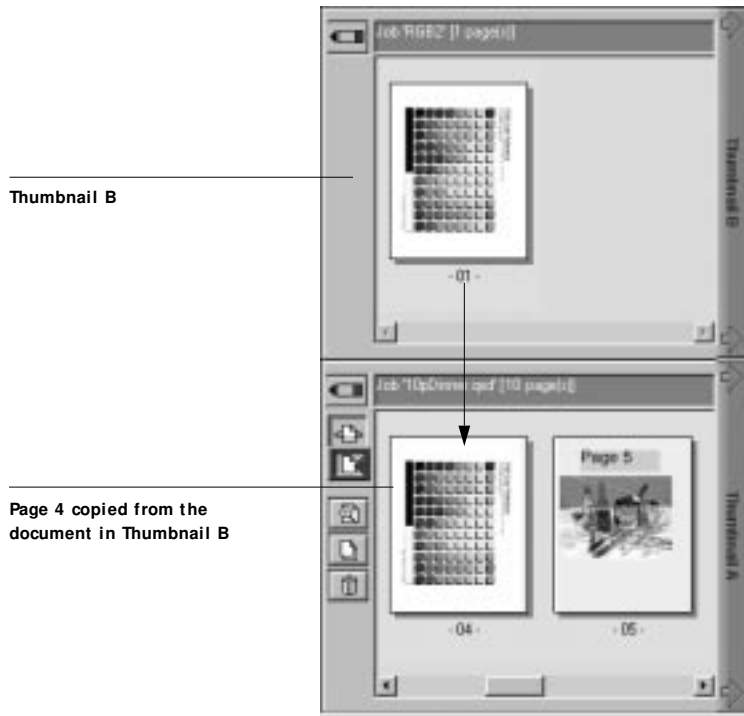 Job 'RGB2' [1 page(s)]
Thumbnail B
Thumbnail B
- 01 -
Job '10pDinner.qxd' [10 page(s)]
Page 4 copied from the
document in Thumbnail B
Page 5
Thumbnail A
- 04 -
- 05 -